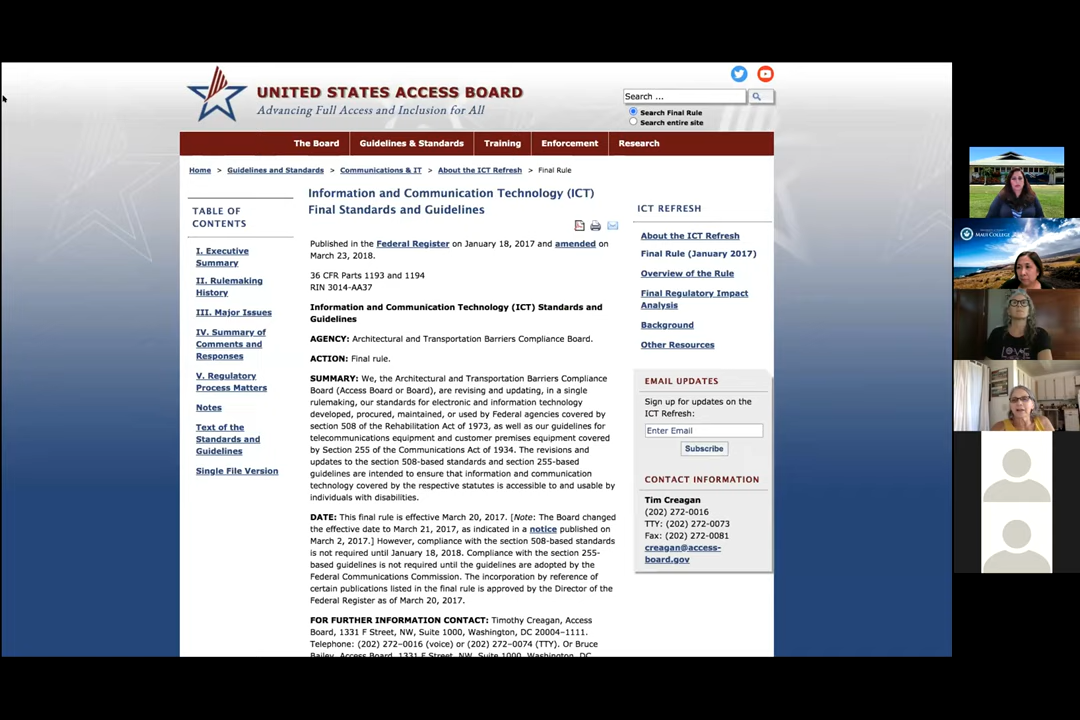 UNITED STATES ACCESS BOARD
Advancing Full Access and Inclusion for All
Search ...
Search Final Rule
Search entire site
The Board
Guidelines & Standards
Training
Enforcement
Research
Home > Guidelines and Standards > Communications & IT > About the ICT Refresh > Final Rule
TABLE OF
CONTENTS
I. Executive
Summary
II. Rulemaking
History
III. Major Issues
IV. Summary of
Comments and
Responses
V. Regulatory
Process Matters
Notes
Text of the
Standards and
Guidelines
Single File Version
Information and Communication Technology (ICT)
Final Standards and Guidelines
Published in the Federal Register on January 18, 2017 and amended on
March 23, 2018.
36 CFR Parts 1193 and 1194
RIN 3014-AA37
Information and Communication Technology (ICT) Standards and
Guidelines
AGENCY: Architectural and Transportation Barriers Compliance Board.
ACTION: Final rule.
SUMMARY: We, the Architectural and Transportation Barriers Compliance
Board (Access Board or Board), are revising and updating, in a single
rulemaking, our standards for electronic and information technology
developed, procured, maintained, or used by Federal agencies covered by
section 508 of the Rehabilitation Act of 1973, as well as our guidelines for
telecommunications equipment and customer premises equipment covered
by Section 255 of the Communications Act of 1934. The revisions and
updates to the section 508-based standards and section 255-based
guidelines are intended to ensure that information and communication
technology covered by the respective statutes is accessible to and usable by
individuals with disabilities.
DATE: This final rule is effective March 20, 2017. [Note: The Board changed
the effective date to March 21, 2017, as indicated in a notice published on
March 2, 2017.] However, compliance with the section 508-based standards
is not required until January 18, 2018. Compliance with the section 255-
based guidelines is not required until the guidelines are adopted by the
Federal Communications Commission. The incorporation by reference of
certain publications listed in the final rule is approved by the Director of the
Federal Register as of March 20, 2017.
FOR FURTHER INFORMATION CONTACT: Timothy Creagan, Access
Board, 1331 F Street, NW, Suite 1000, Washington, DC 20004–1111.
Telephone: (202) 272–0016 (voice) or (202) 272–0074 (TTY). Or Bruce
Bailey, Access Board, 1331 F Street, NW, Suite 1000, Washington, DC
ICT REFRESH
About the ICT Refresh
Final Rule (January 2017)
Overview of the Rule
Final Regulatory Impact
Analysis
Background
Other Resources
EMAIL UPDATES
Sign up for updates on the
ICT Refresh:
Enter Email
Subscribe
CONTACT INFORMATION
Tim Creagan
(202) 272-0016
TTY: (202) 272-0073
Fax: (202) 272-0081
creagan@access-
board.gov
MAUI COLLEGE
LOVE